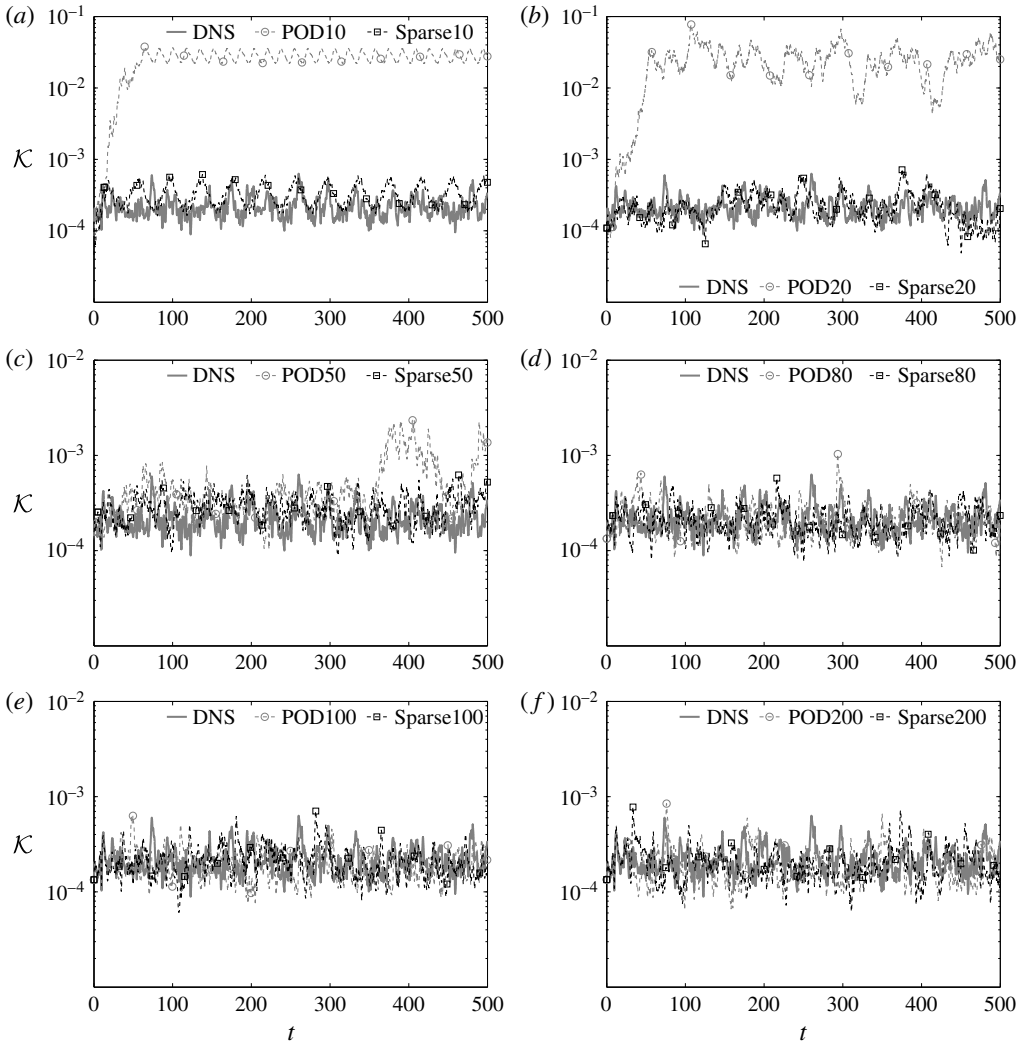 (a)
DNS POD10 Sparse10
10⁻¹
10⁻²
10⁻³
10⁻⁴
𝒦
0 100 200 300 400 500
(b)
10⁻¹
10⁻²
10⁻³
10⁻⁴
DNS POD20 Sparse20
0 100 200 300 400 500
(c)
DNS POD50 Sparse50
10⁻²
10⁻³
10⁻⁴
𝒦
0 100 200 300 400 500
(d)
DNS POD80 Sparse80
10⁻²
10⁻³
10⁻⁴
0 100 200 300 400 500
(e)
DNS POD100 Sparse100
10⁻²
10⁻³
10⁻⁴
𝒦
0 100 200 300 400 500
t
(f)
DNS POD200 Sparse200
10⁻²
10⁻³
10⁻⁴
0 100 200 300 400 500
t